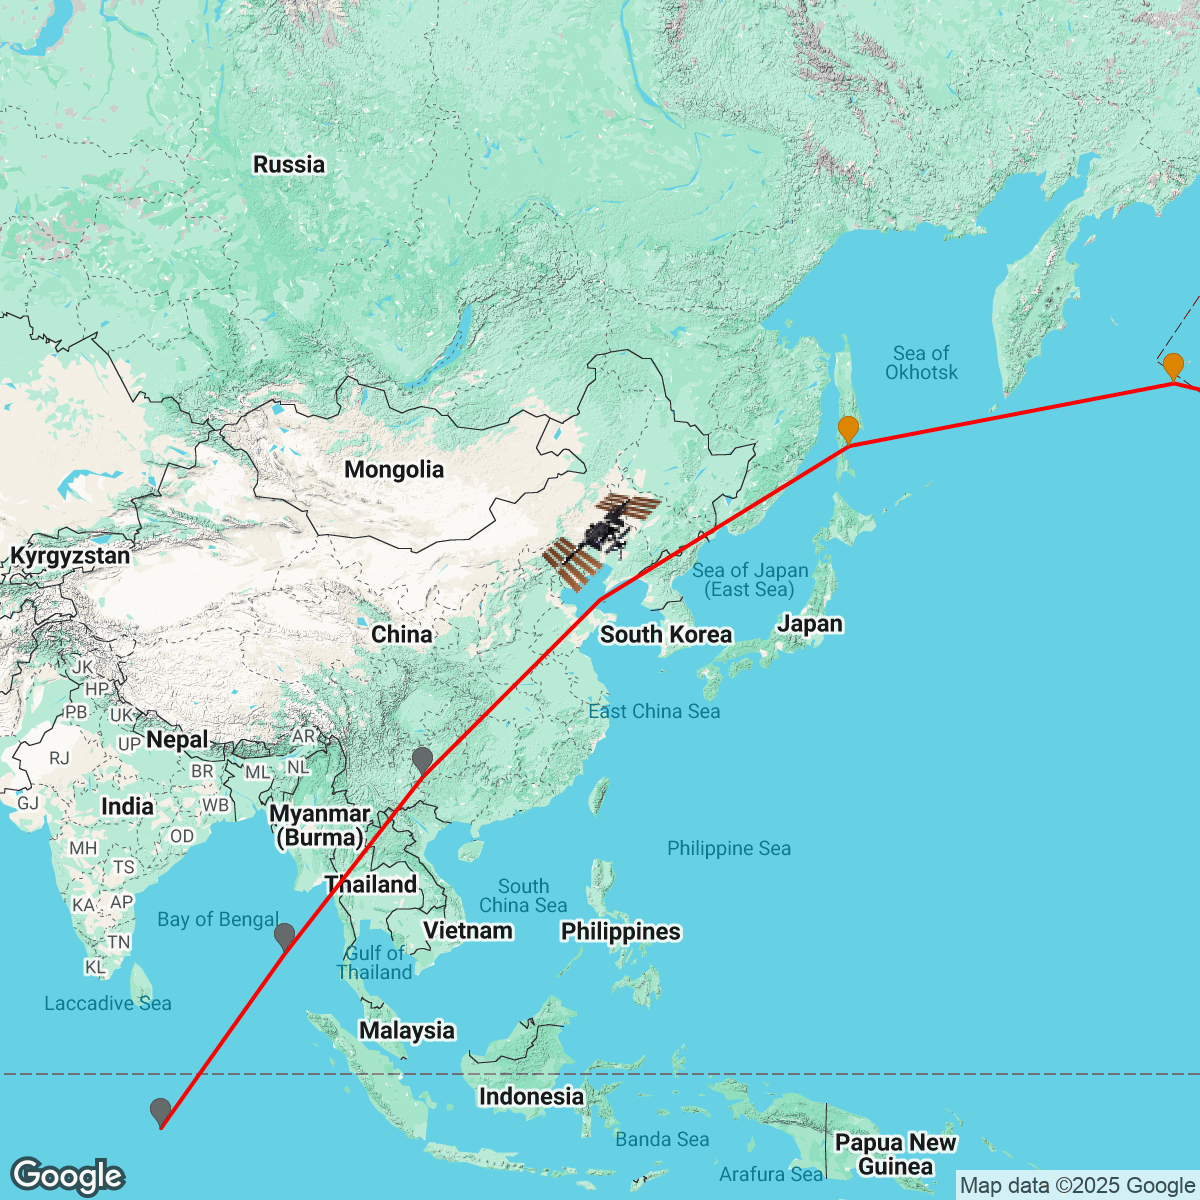 Russia
Sea of
Okhotsk
Mongolia
Kyrgyzstan
Sea of Japan
(East Sea)
China
South Korea
Japan
JK
HP
PB
UK
East China Sea
UP
Nepal
AR
RJ
BR
ML
NL
GJ
India
WB
Myanmar
(Burma)
OD
MH
TS
Philippine Sea
Thailand
South
China Sea
KA
AP
Bay of Bengal
TN
Vietnam
Philippines
KL
Gulf of
Thailand
Laccadive Sea
Malaysia
Indonesia
Banda Sea
Papua New
Guinea
Arafura Sea
Google
Map data ©2025 Google